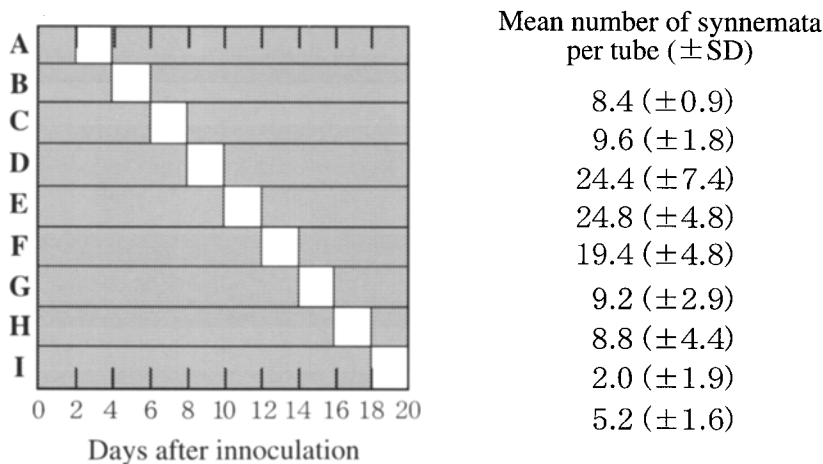 Mean number of synnemata
per tube (±SD)
A 8.4 (±0.9)
B 9.6 (±1.8)
C 24.4 (±7.4)
D 24.8 (±4.8)
E 19.4 (±4.8)
F 9.2 (±2.9)
G 8.8 (±4.4)
H 2.0 (±1.9)
I 5.2 (±1.6)
0 2 4 6 8 10 12 14 16 18 20
Days after innoculation